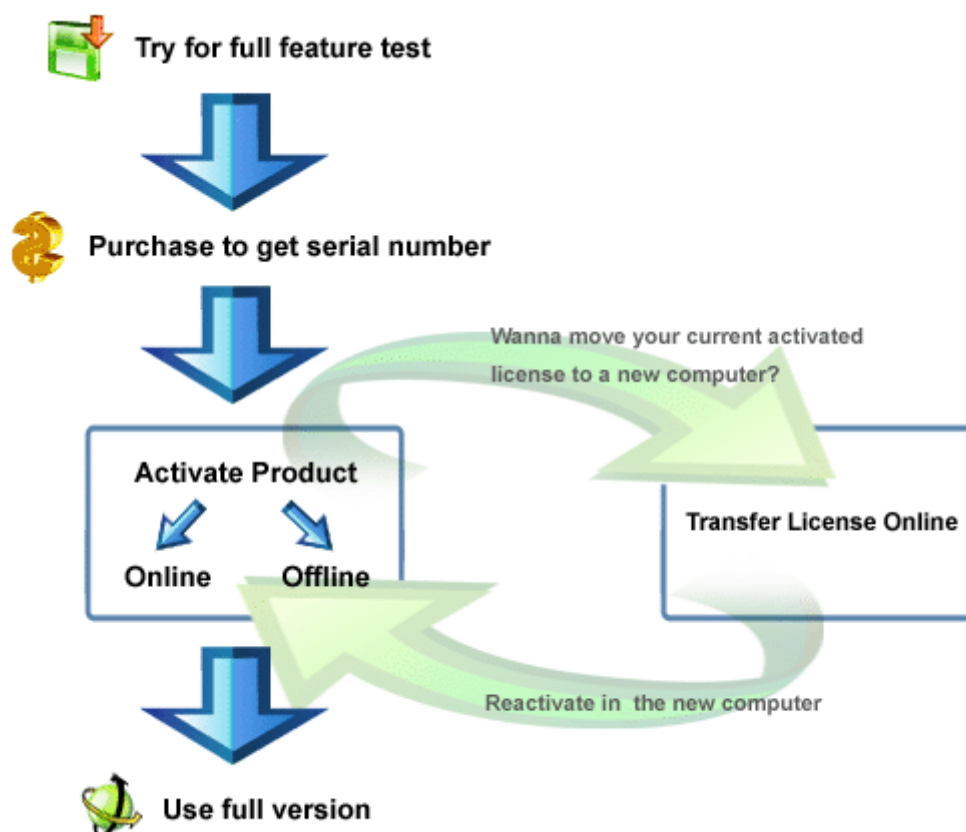 Try for full feature test
Purchase to get serial number
Wanna move your current activated
license to a new computer?
Activate Product
Online
Offline
Transfer License Online
Reactivate in the new computer
Use full version